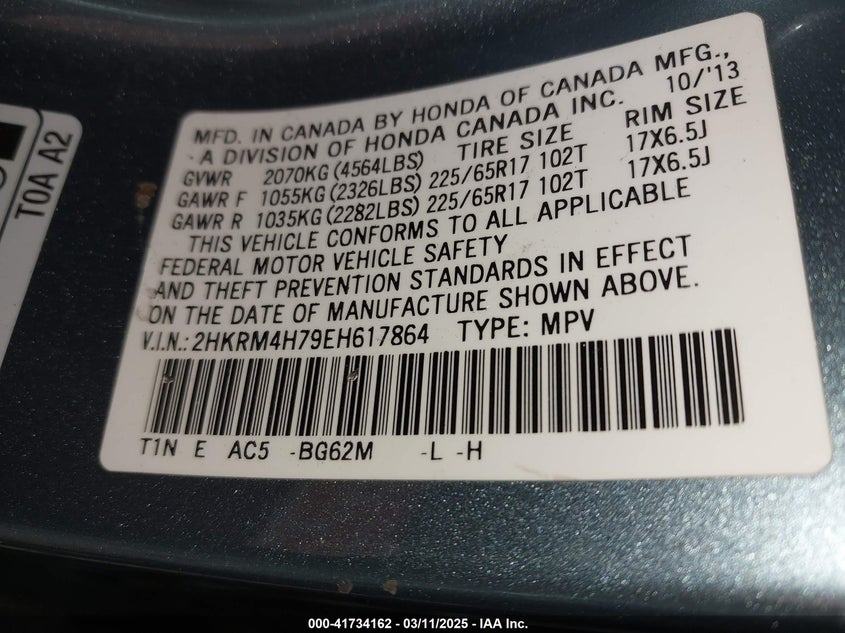 TOA A2
MFD. IN CANADA BY HONDA OF CANADA MFG.,
A DIVISION OF HONDA CANADA INC. 10/'13
GVWR 2070KG (4564LBS) TIRE SIZE RIM SIZE
GAWR F 1055KG (2326LBS) 225/65R17 102T 17X6.5J
GAWR R 1035KG (2282LBS) 225/65R17 102T 17X6.5J
THIS VEHICLE CONFORMS TO ALL APPLICABLE
FEDERAL MOTOR VEHICLE SAFETY
AND THEFT PREVENTION STANDARDS IN EFFECT
ON THE DATE OF MANUFACTURE SHOWN ABOVE.
V.I.N.: 2HKRM4H79EH617864 TYPE: MPV
T1N E AC5 -BG62M -L -H
000-41734162 - 03/11/2025 - IAA Inc.